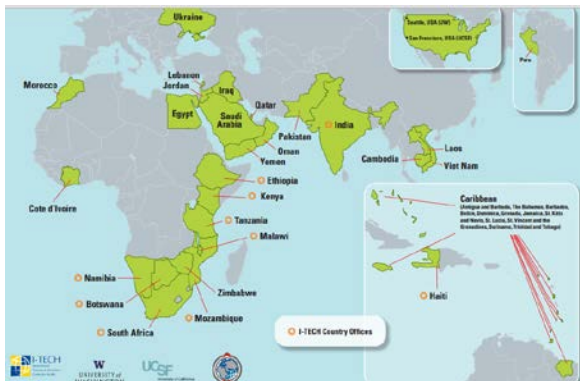 Ukraine
Seattle, USA (UW)
San Francisco, USA (UCSF)
Peru
Morocco
Lebanon
Jordan
Iraq
Egypt
Saudi
Arabia
Qatar
Pakistan
India
Oman
Yemen
Laos
Cambodia
Viet Nam
Cote d'Ivoire
Ethiopia
Kenya
Tanzania
Malawi
Namibia
Botswana
South Africa
Zimbabwe
Mozambique
Caribbean
(Antigua and Barbuda, The Bahamas, Barbados,
Belize, Dominica, Grenada, Jamaica, St. Kitts
and Nevis, St. Lucia, St. Vincent and the
Grenadines, Suriname, Trinidad and Tobago)
Haiti
I-TECH Country Offices
I-TECH
W
UNIVERSITY of
UCSF